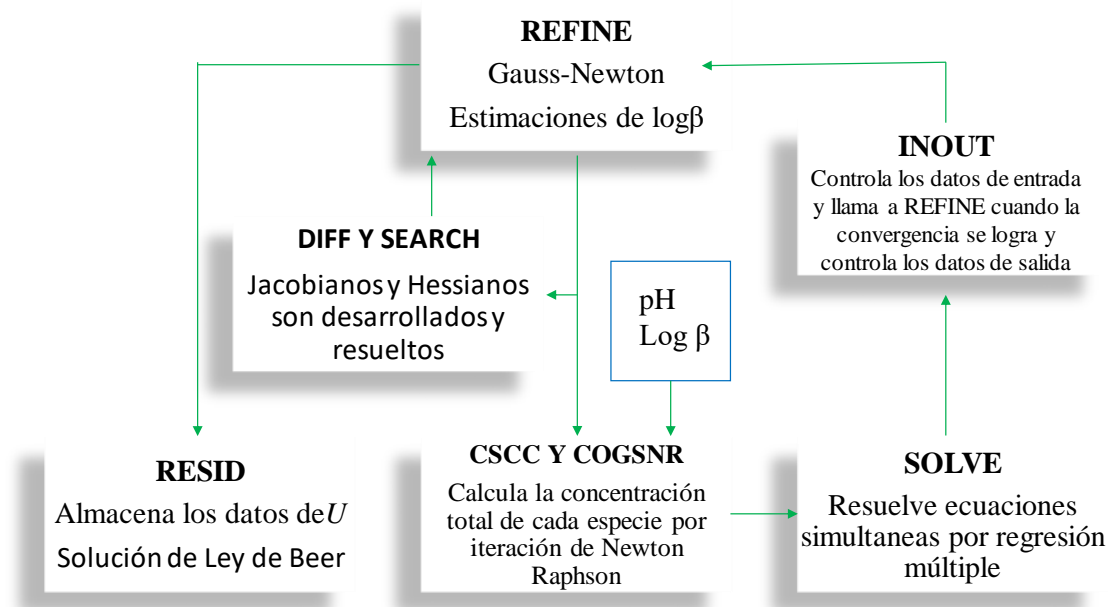 REFINE
Gauss-Newton
Estimaciones de logβ
INOUT
Controla los datos de entrada
y llama a REFINE cuando la
convergencia se logra y
controla los datos de salida
DIFF Y SEARCH
Jacobianos y Hessianos
son desarrollados y
resueltos
pH
Log β
RESID
Almacena los datos de U
Solución de Ley de Beer
CSCC Y COGSNR
Calcula la concentración
total de cada especie por
iteración de Newton
Raphson
SOLVE
Resuelve ecuaciones
simultaneas por regresión
múltiple